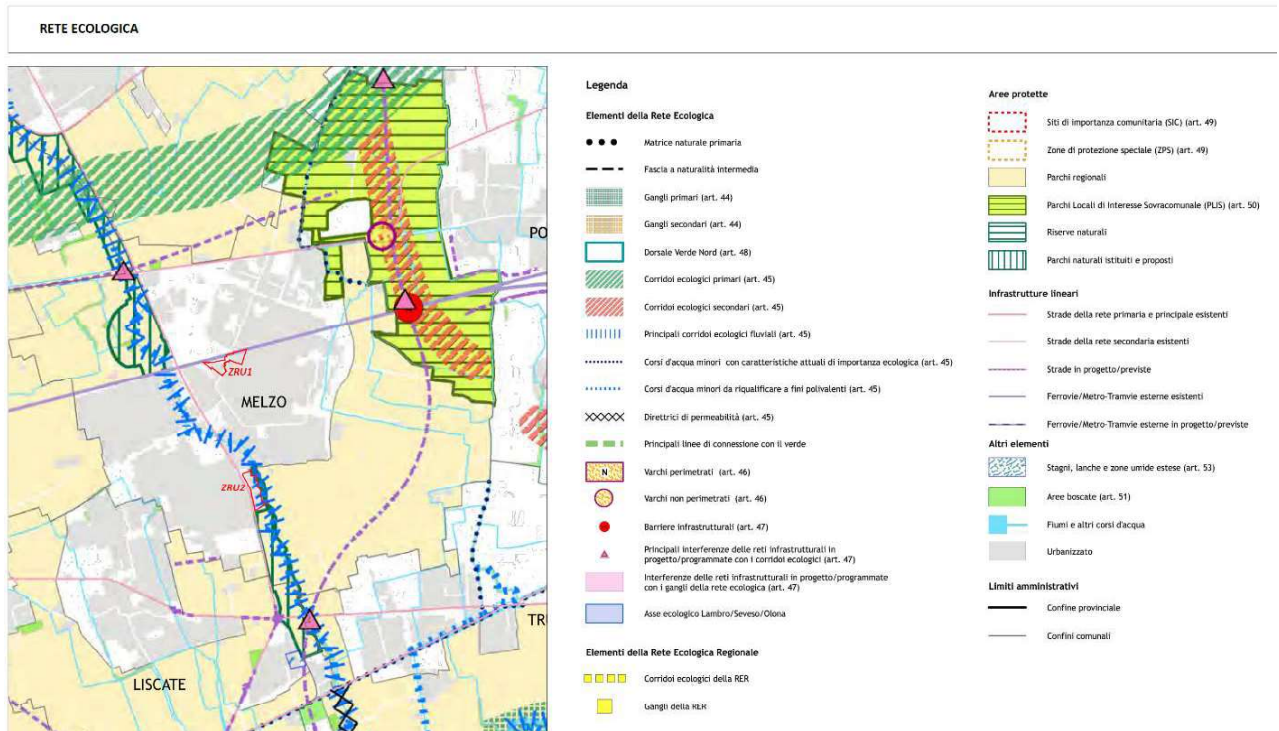 RETE ECOLOGICA
PO
ZRU1
MELZO
ZRU2
LISCATE
TR
Legenda
Elementi della Rete Ecologica
Matrice naturale primaria
Fascia a naturalità intermedia
Gangli primari (art. 44)
Gangli secondari (art. 44)
Dorsale Verde Nord (art. 48)
Corridoi ecologici primari (art. 45)
Corridoi ecologici secondari (art. 45)
Principali corridoi ecologici fluviali (art. 45)
Corsi d'acqua minori con caratteristiche attuali di importanza ecologica (art. 45)
Corsi d'acqua minori da riqualificare a fini polivalenti (art. 45)
Direttrici di permeabilità (art. 45)
Principali linee di connessione con il verde
N
Varchi perimetrati (art. 46)
Varchi non perimetrati (art. 46)
Barriere infrastrutturali (art. 47)
Principali interferenze delle reti infrastrutturali in
progetto/programmate con i corridoi ecologici (art. 47)
Interferenze delle reti infrastrutturali in progetto/programmate
con i gangli della rete ecologica (art. 47)
Asse ecologico Lambro/Seveso/Olona
Elementi della Rete Ecologica Regionale
Corridoi ecologici della RER
Gangli della RER
Aree protette
Siti di importanza comunitaria (SIC) (art. 49)
Zone di protezione speciale (ZPS) (art. 49)
Parchi regionali
Parchi Locali di Interesse Sovracomunale (PLIS) (art. 50)
Riserve naturali
Parchi naturali istituiti e proposti
Infrastrutture lineari
Strade della rete primaria e principale esistenti
Strade della rete secondaria esistenti
Strade in progetto/previste
Ferrovie/Metro-Tramvie esterne esistenti
Ferrovie/Metro-Tramvie esterne in progetto/previste
Altri elementi
Stagni, lanche e zone umide estese (art. 53)
Aree boscate (art. 51)
Fiumi e altri corsi d'acqua
Urbanizzato
Limiti amministrativi
Confine provinciale
Confini comunali